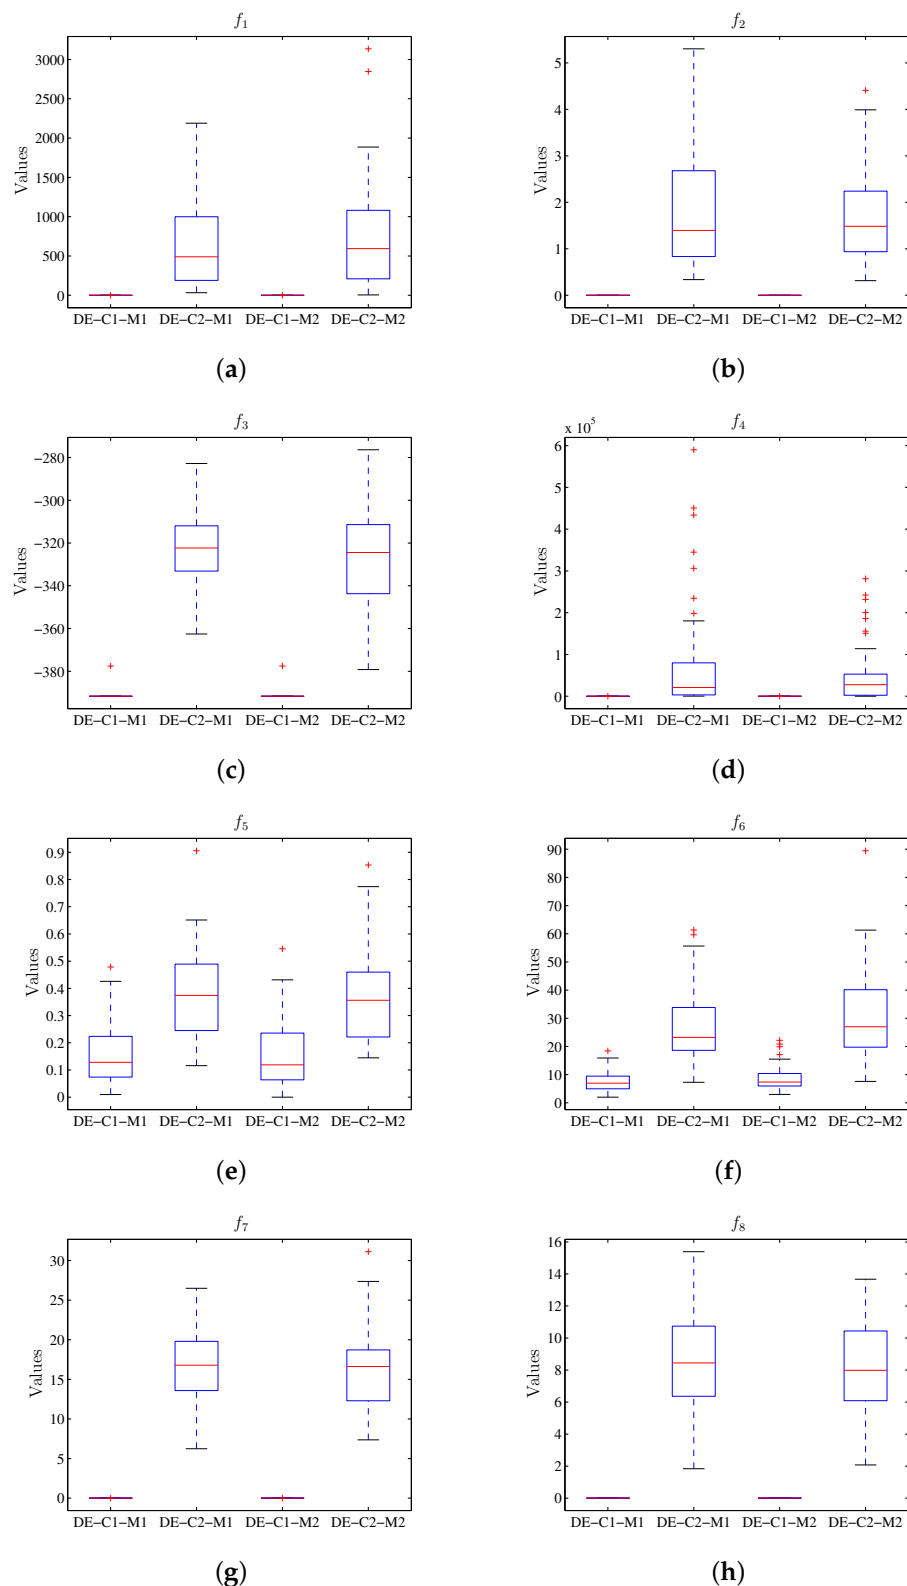 f1
f2
Values
3000
2500
2000
1500
1000
500
0
DE-C1-M1 DE-C2-M1 DE-C1-M2 DE-C2-M2
(a)
Values
5
4
3
2
1
0
DE-C1-M1 DE-C2-M1 DE-C1-M2 DE-C2-M2
(b)
f3
f4
Values
-280
-300
-320
-340
-360
-380
DE-C1-M1 DE-C2-M1 DE-C1-M2 DE-C2-M2
(c)
x 10^5
Values
6
5
4
3
2
1
0
DE-C1-M1 DE-C2-M1 DE-C1-M2 DE-C2-M2
(d)
f5
f6
Values
0.9
0.8
0.7
0.6
0.5
0.4
0.3
0.2
0.1
0
DE-C1-M1 DE-C2-M1 DE-C1-M2 DE-C2-M2
(e)
Values
90
80
70
60
50
40
30
20
10
0
DE-C1-M1 DE-C2-M1 DE-C1-M2 DE-C2-M2
(f)
f7
f8
Values
30
25
20
15
10
5
0
DE-C1-M1 DE-C2-M1 DE-C1-M2 DE-C2-M2
(g)
Values
16
14
12
10
8
6
4
2
0
DE-C1-M1 DE-C2-M1 DE-C1-M2 DE-C2-M2
(h)